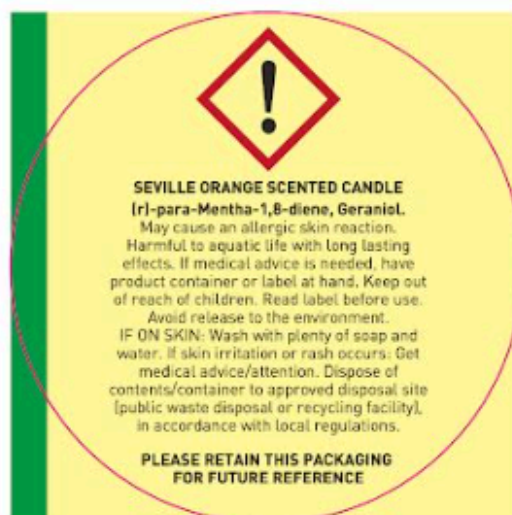 SEVILLE ORANGE SCENTED CANDLE
(r)-para-Mentha-1,8-diene, Geraniol.
May cause an allergic skin reaction.
Harmful to aquatic life with long lasting
effects. If medical advice is needed, have
product container or label at hand. Keep out
of reach of children. Read label before use.
Avoid release to the environment.
IF ON SKIN: Wash with plenty of soap and
water. If skin irritation or rash occurs: Get
medical advice/attention. Dispose of
contents/container to approved disposal site
(public waste disposal or recycling facility),
in accordance with local regulations.
PLEASE RETAIN THIS PACKAGING
FOR FUTURE REFERENCE